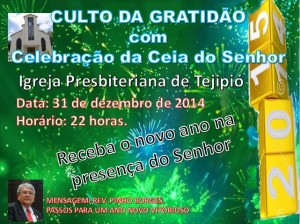 CULTO DA GRATIDÃO
com
Celebração da Ceia do Senhor
Igreja Presbiteriana de Tejipió
Data: 31 de dezembro de 2014
Horário: 22 horas.
Receba o novo ano na
presença do Senhor
MENSAGEM, REV. PINHO BORGES
PASSOS PARA UM ANO NOVO VITORIOSO
2014
5